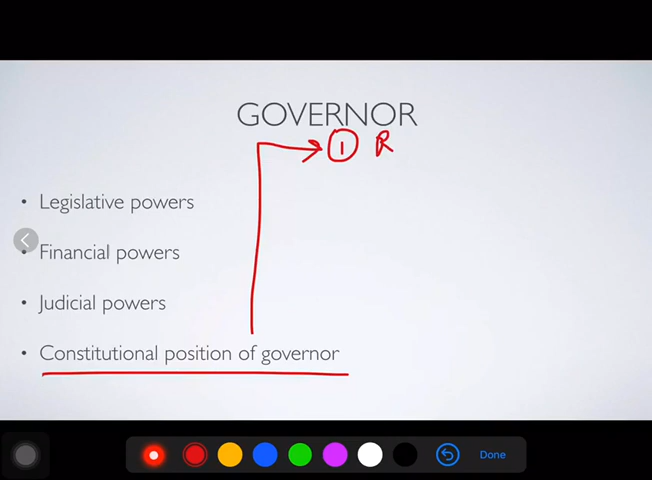 GOVERNOR
1 R
• Legislative powers
• Financial powers
• Judicial powers
• Constitutional position of governor
Done